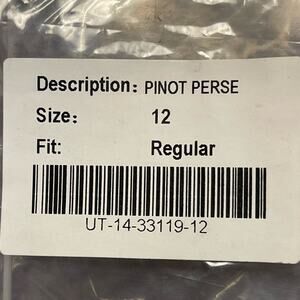 Description: PINOT PERSE
Size: 12
Fit: Regular
UT-14-33119-12